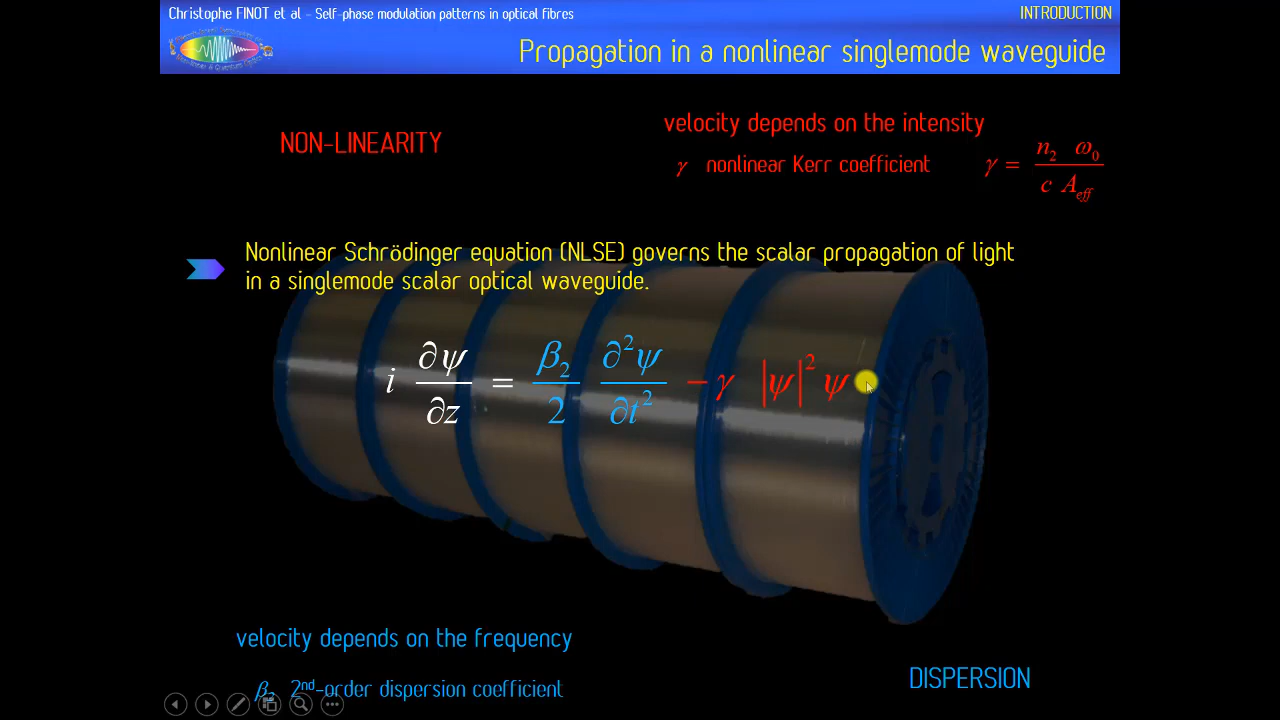 Christophe FINOT et al – Self-phase modulation patterns in optical fibres
INTRODUCTION
Propagation in a nonlinear singlemode waveguide
NON-LINEARITY
velocity depends on the intensity
γ nonlinear Kerr coefficient
γ = n₂ ω₀ / c A_eff
Nonlinear Schrödinger equation (NLSE) governs the scalar propagation of light
in a singlemode scalar optical waveguide.
i ∂ψ/∂z = β₂/2 ∂²ψ/∂t² − γ |ψ|² ψ
velocity depends on the frequency
β₂ 2nd-order dispersion coefficient
DISPERSION